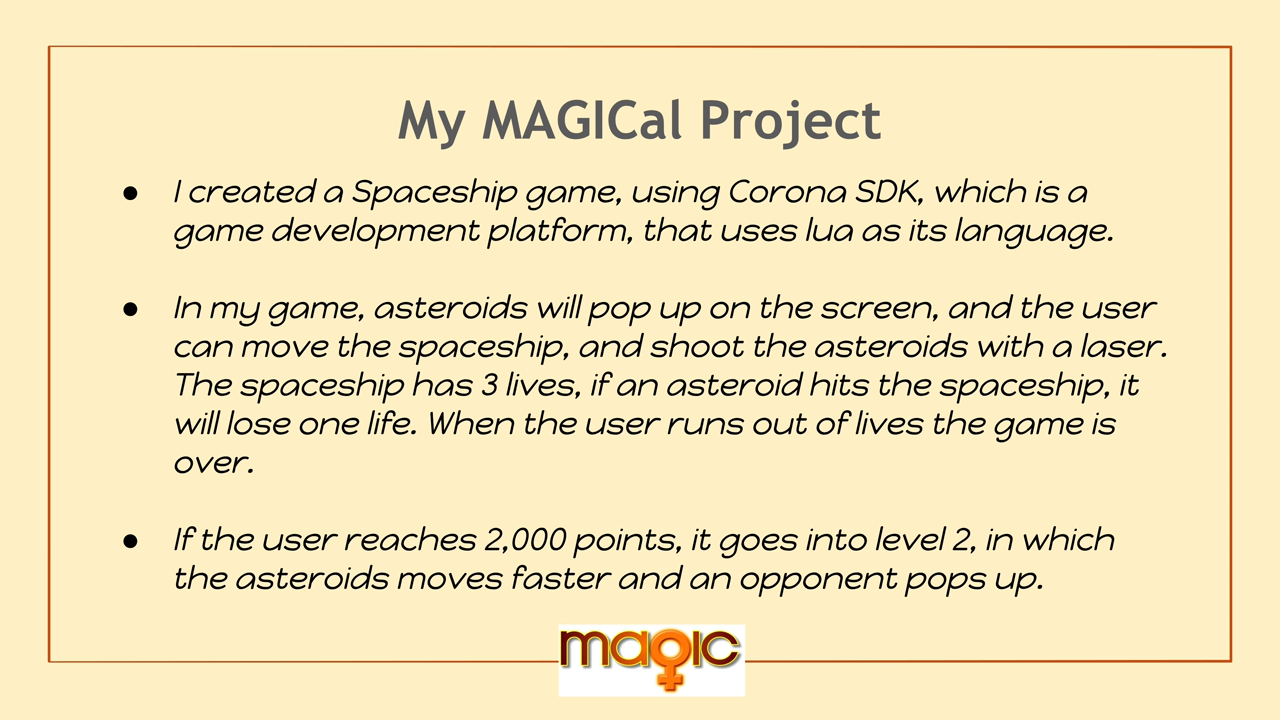 My MAGICal Project
● I created a Spaceship game, using Corona SDK, which is a
game development platform, that uses lua as its language.
● In my game, asteroids will pop up on the screen, and the user
can move the spaceship, and shoot the asteroids with a laser.
The spaceship has 3 lives, if an asteroid hits the spaceship, it
will lose one life. When the user runs out of lives the game is
over.
● If the user reaches 2,000 points, it goes into level 2, in which
the asteroids moves faster and an opponent pops up.
magic